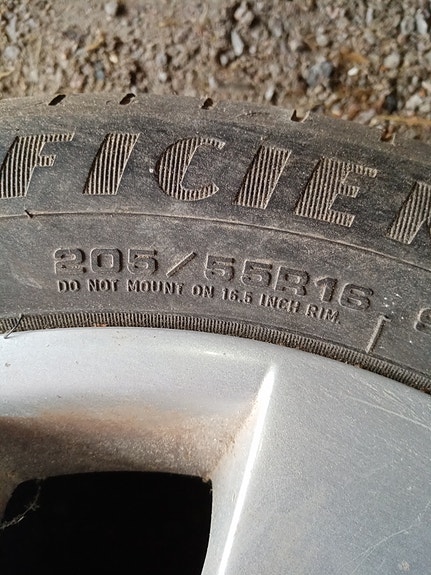 FICIEN
205/55R16
DO NOT MOUNT ON 16.5 INCH RIM.